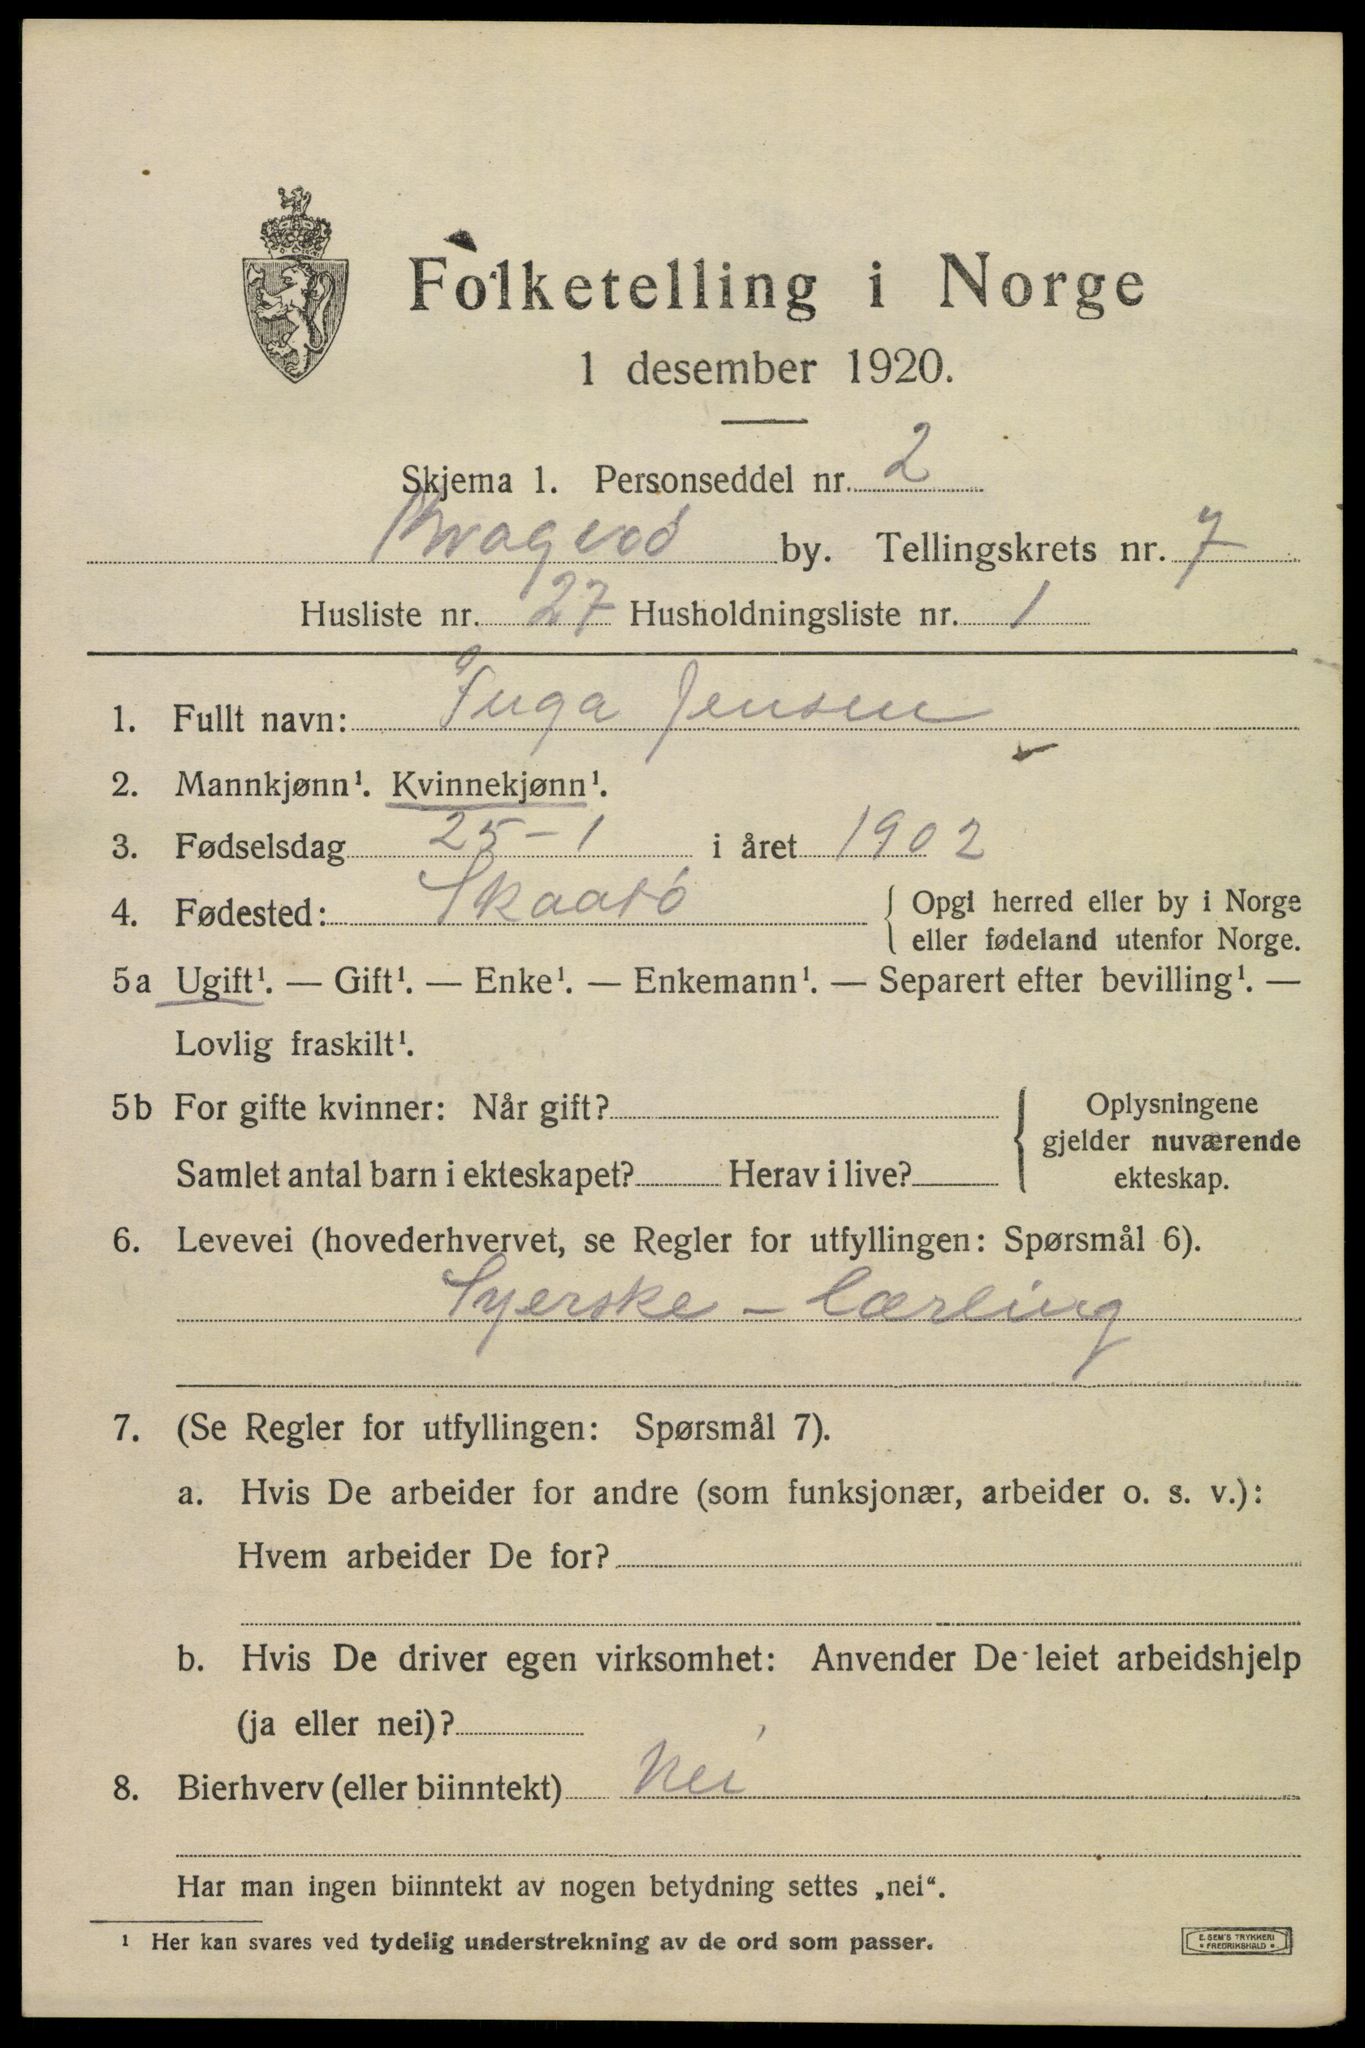 Folketelling i Norge
1 desember 1920.
Skjema 1. Personseddel nr. 2
Kragerö by. Tellingskrets nr. 7
Husliste nr. 27 Husholdningsliste nr. 1
1. Fullt navn: Inga Jensen
2. Mannkjønn¹. Kvinnekjønn¹.
3. Fødselsdag 25-1 i året 1902
4. Fødested: Skaatö { Opgi herred eller by i Norge
eller fødeland utenfor Norge.
5a Ugift¹. — Gift¹. — Enke¹. — Enkemann¹. — Separert efter bevilling¹. —
Lovlig fraskilt¹.
5b For gifte kvinner: Når gift? { Oplysningene
gjelder nuværende
Samlet antal barn i ekteskapet? Herav i live? ekteskap.
6. Levevei (hovederhvervet, se Regler for utfyllingen: Spørsmål 6).
Syerske - Lærling
7. (Se Regler for utfyllingen: Spørsmål 7).
a. Hvis De arbeider for andre (som funksjonær, arbeider o. s. v.):
Hvem arbeider De for?
b. Hvis De driver egen virksomhet: Anvender De leiet arbeidshjelp
(ja eller nei)?
8. Bierhverv (eller biinntekt) Nei
Har man ingen biinntekt av nogen betydning settes „nei“.
¹ Her kan svares ved tydelig understrekning av de ord som passer.
E. SEM'S TRYKKERI
• FREDRIKSHALD •